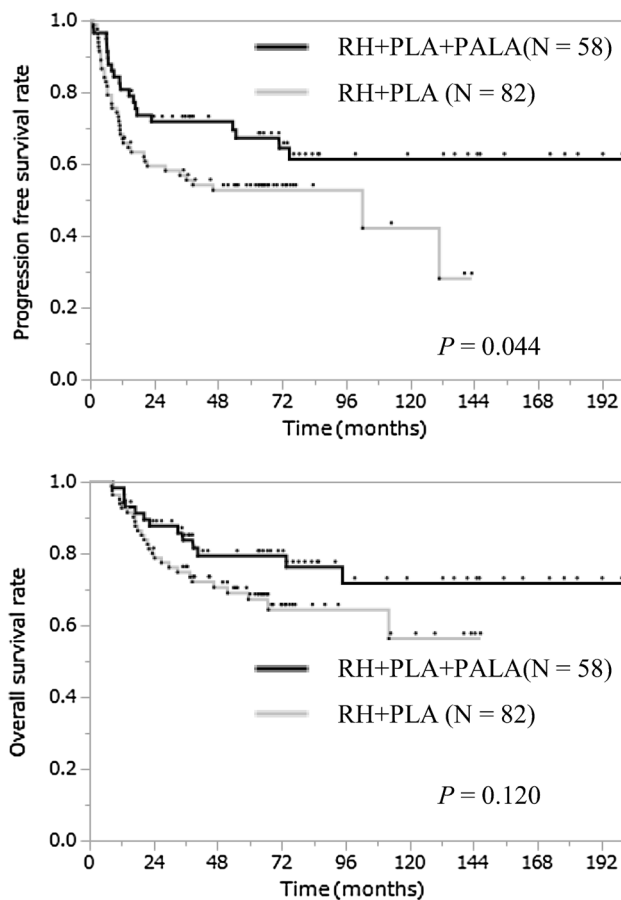 RH+PLA+PALA(N = 58)
RH+PLA (N = 82)
1.0
0.8
0.6
0.4
0.2
0.0
Progression free survival rate
P = 0.044
0 24 48 72 96 120 144 168 192
Time (months)
1.0
0.8
0.6
0.4
0.2
0.0
Overall survival rate
RH+PLA+PALA(N = 58)
RH+PLA (N = 82)
P = 0.120
0 24 48 72 96 120 144 168 192
Time (months)